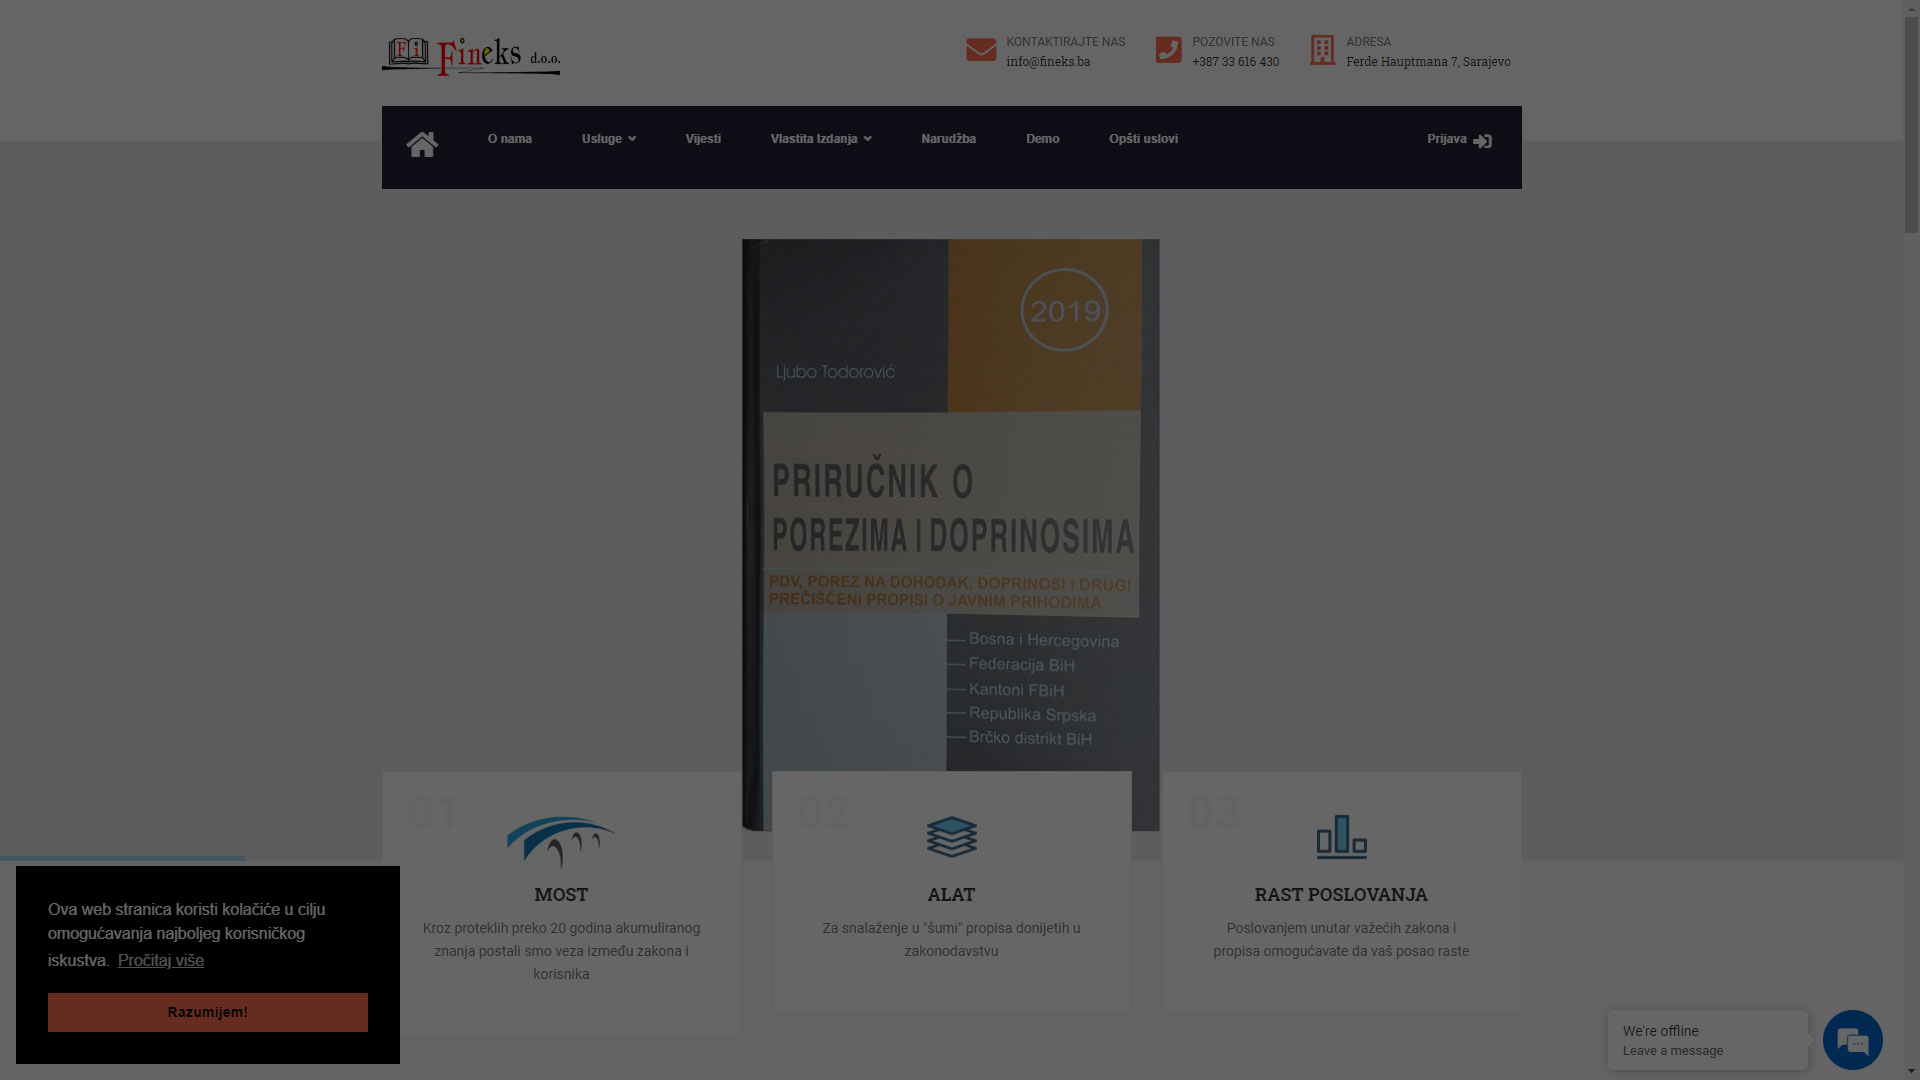 Fi Fineks d.o.o.
KONTAKTIRAJTE NAS
info@fineks.ba
POZOVITE NAS
+387 33 616 430
ADRESA
Ferde Hauptmana 7, Sarajevo
O nama
Usluge
Vijesti
Vlastita Izdanja
Narudžba
Demo
Opšti uslovi
Prijava
2019
Ljubo Todorović
PRIRUČNIK O
POREZIMA I DOPRINOSIMA
PDV, POREZ NA DOHODAK, DOPRINOSI I DRUGI
PREČIŠĆENI PROPISI O JAVNIM PRIHODIMA
Bosna i Hercegovina
Federacija BiH
Kantoni FBiH
Republika Srpska
Brčko distrikt BiH
01
MOST
Kroz proteklih preko 20 godina akumuliranog
znanja postali smo veza između zakona i
korisnika
02
ALAT
Za snalaženje u "šumi" propisa donijetih u
zakonodavstvu
03
RAST POSLOVANJA
Poslovanjem unutar važećih zakona i
propisa omogućavate da vaš posao raste
Ova web stranica koristi kolačiće u cilju
omogućavanja najboljeg korisničkog
iskustva. Pročitaj više
Razumijem!
We're offline
Leave a message